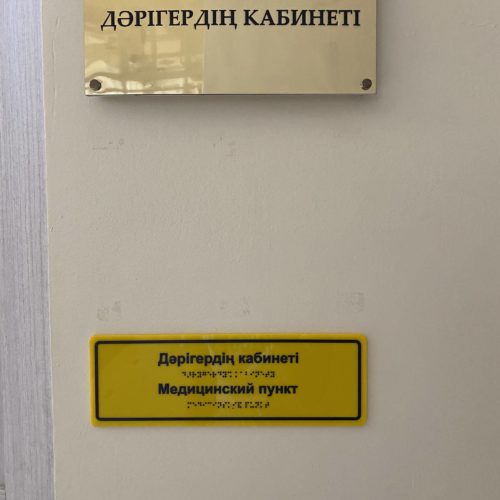 ДӘРІГЕРДІҢ КАБИНЕТІ
Дәрігердің кабинеті
Медицинский пункт